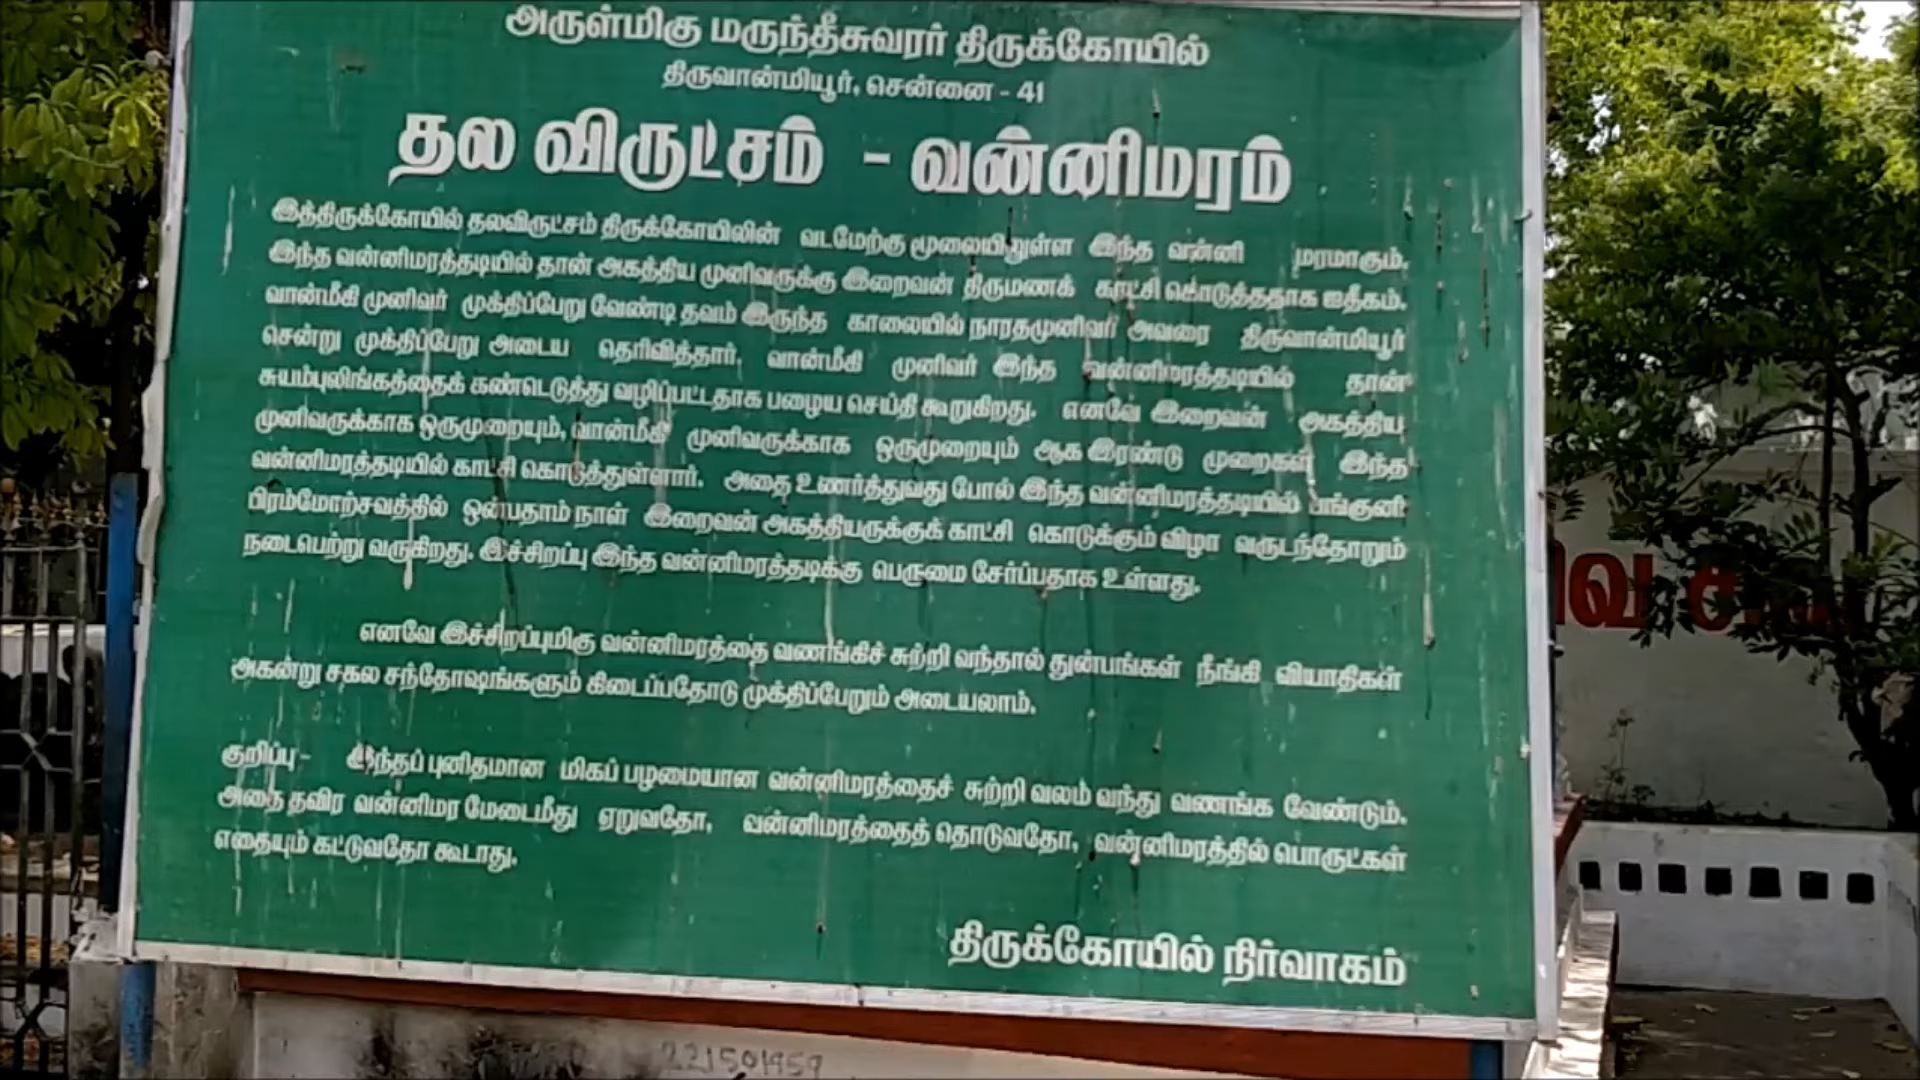 அருள்மிகு மருந்தீசுவரர் திருக்கோயில்
திருவான்மியூர், சென்னை - 41
தல விருட்சம் - வன்னிமரம்
இத்திருக்கோயில் தலவிருட்சம் திருக்கோயிலின் வடமேற்கு மூலையிலுள்ள இந்த வன்னி மரமாகும்.
இந்த வன்னிமரத்தடியில் தான் அகத்திய முனிவருக்கு இறைவன் திருமணக் காட்சி கொடுத்ததாக ஐதீகம்.
வான்மீகி முனிவர் முக்திப்பேறு வேண்டி தவம் இருந்த காலையில் நாரதமுனிவர் அவரை திருவான்மியூர்
சென்று முக்திப்பேறு அடைய தெரிவித்தார். வான்மீகி முனிவர் இந்த வன்னிமரத்தடியில் தான்
சுயம்புலிங்கத்தைக் கண்டெடுத்து வழிப்பட்டதாக பழைய செய்தி கூறுகிறது. எனவே இறைவன் அகத்திய
முனிவருக்காக ஒருமுறையும், வான்மீகி முனிவருக்காக ஒருமுறையும் ஆக இரண்டு முறைகள் இந்த
வன்னிமரத்தடியில் காட்சி கொடுத்துள்ளார். அதை உணர்த்துவது போல் இந்த வன்னிமரத்தடியில் பங்குனி
பிரம்மோற்சவத்தில் ஒன்பதாம் நாள் இறைவன் அகத்தியருக்குக் காட்சி கொடுக்கும் விழா வருடந்தோறும்
நடைபெற்று வருகிறது. இச்சிறப்பு இந்த வன்னிமரத்தடிக்கு பெருமை சேர்ப்பதாக உள்ளது.
எனவே இச்சிறப்புமிகு வன்னிமரத்தை வணங்கிச் சுற்றி வந்தால் துன்பங்கள் நீங்கி வியாதிகள்
அகன்று சகல சந்தோஷங்களும் கிடைப்பதோடு முக்திப்பேறும் அடையலாம்.
குறிப்பு - இந்தப் புனிதமான மிகப் பழமையான வன்னிமரத்தைச் சுற்றி வலம் வந்து வணங்க வேண்டும்.
அதை தவிர வன்னிமர மேடைமீது ஏறுவதோ, வன்னிமரத்தைத் தொடுவதோ, வன்னிமரத்தில் பொருட்கள்
எதையும் கட்டுவதோ கூடாது.
திருக்கோயில் நிர்வாகம்
221501959